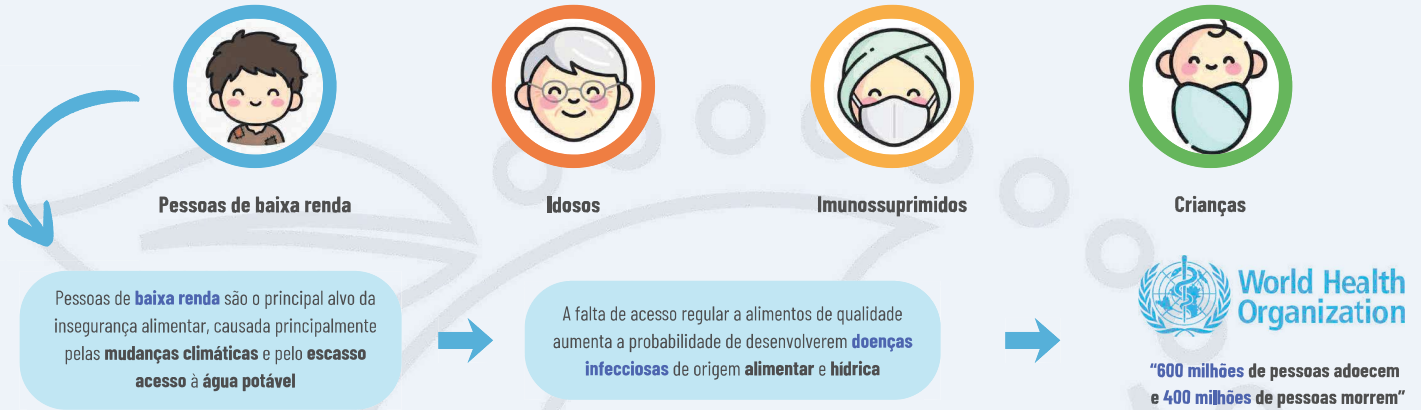 Pessoas de baixa renda
Idosos
Imunossuprimidos
Crianças
Pessoas de baixa renda são o principal alvo da
insegurança alimentar, causada principalmente
pelas mudanças climáticas e pelo escasso
acesso à água potável
A falta de acesso regular a alimentos de qualidade
aumenta a probabilidade de desenvolverem doenças
infecciosas de origem alimentar e hídrica
World Health
Organization
"600 milhões de pessoas adoecem
e 400 milhões de pessoas morrem"